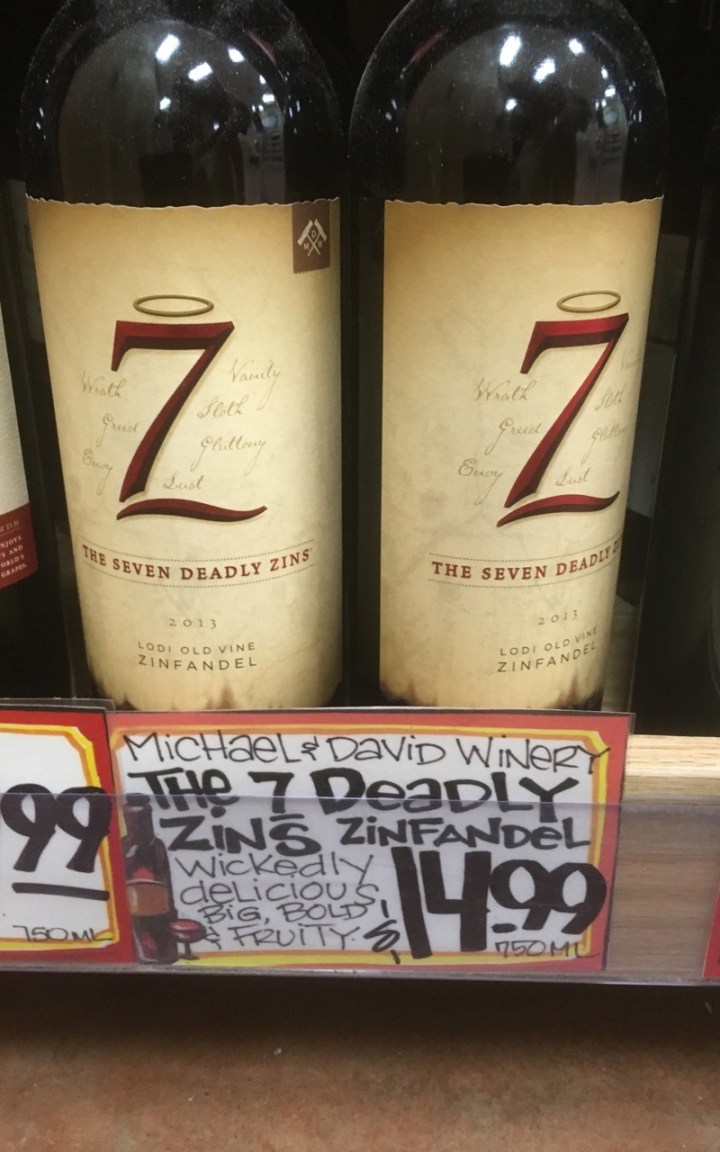 7
Wrath
Vanity
Greed
Sloth
Envy
Gluttony
Lust
THE SEVEN DEADLY ZINS
2013
LODI OLD VINE
ZINFANDEL
7
Wrath
Greed
Sloth
Envy
Lust
THE SEVEN DEADLY
2013
LODI OLD VINE
ZINFANDEL
99
750ML
MICHAEL & DAVID WINERY
THE 7 DEADLY
ZINS ZINFANDEL
Wickedly
delicious
BIG, BOLD
& FRUITY.
$14.99
750ML